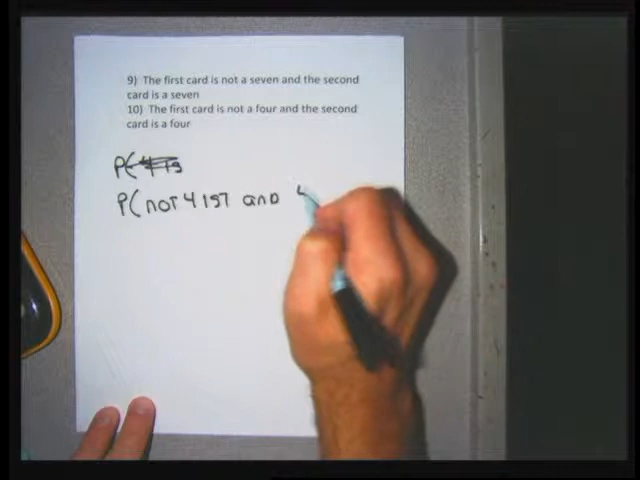 9) The first card is not a seven and the second
card is a seven
10) The first card is not a four and the second
card is a four
P(
P(not 4 1st and